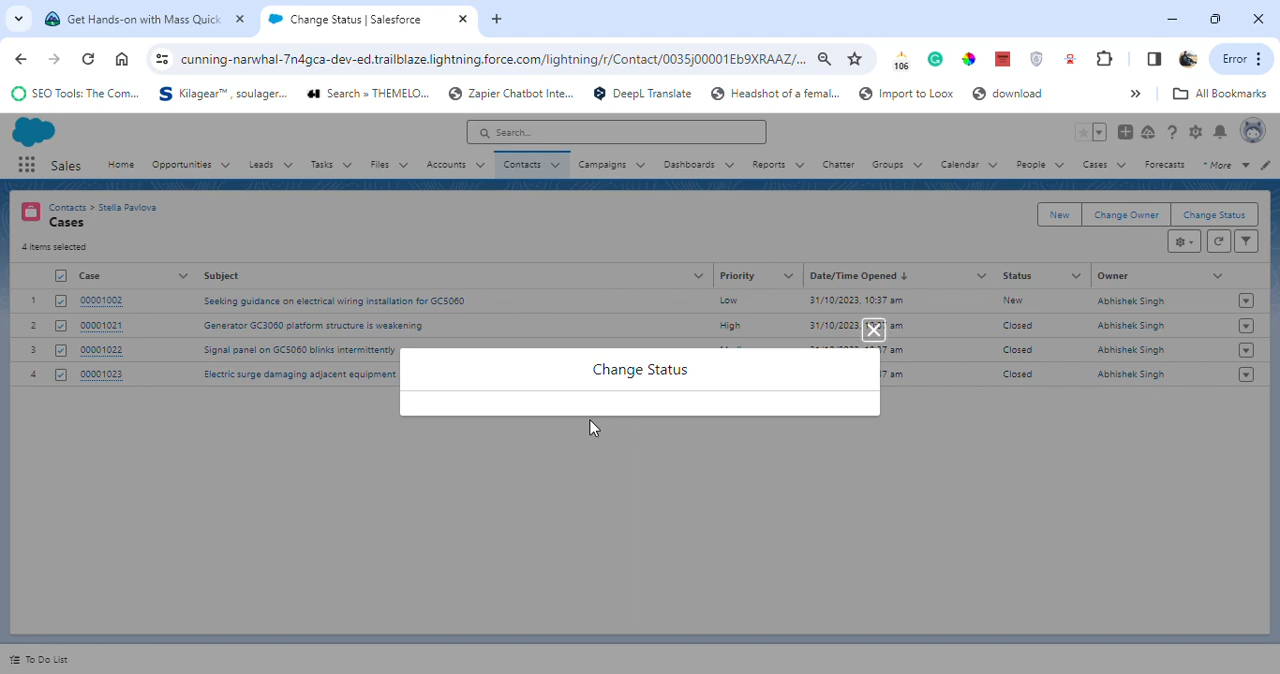 Get Hands-on with Mass Quick
Change Status | Salesforce
cunning-narwhal-7n4gca-dev-ed.trailblaze.lightning.force.com/lightning/r/Contact/0035j00001Eb9XRAAZ/...
106
Error
SEO Tools: The Com...
Kilagear™ , soulager...
Search » THEMELO...
Zapier Chatbot Inte...
DeepL Translate
Headshot of a femal...
Import to Loox
download
»
All Bookmarks
Search...
Sales
Home
Opportunities
Leads
Tasks
Files
Accounts
Contacts
Campaigns
Dashboards
Reports
Chatter
Groups
Calendar
People
Cases
Forecasts
* More
Contacts > Stella Pavlova
Cases
New
Change Owner
Change Status
4 items selected
Case Subject Priority Date/Time Opened ↓ Status Owner
1 00001002 Seeking guidance on electrical wiring installation for GC5060 Low 31/10/2023, 10:37 am New Abhishek Singh
2 00001021 Generator GC3060 platform structure is weakening High 31/10/2023, am Closed Abhishek Singh
3 00001022 Signal panel on GC5060 blinks intermittently am Closed Abhishek Singh
4 00001023 Electric surge damaging adjacent equipment am Closed Abhishek Singh
Change Status
To Do List